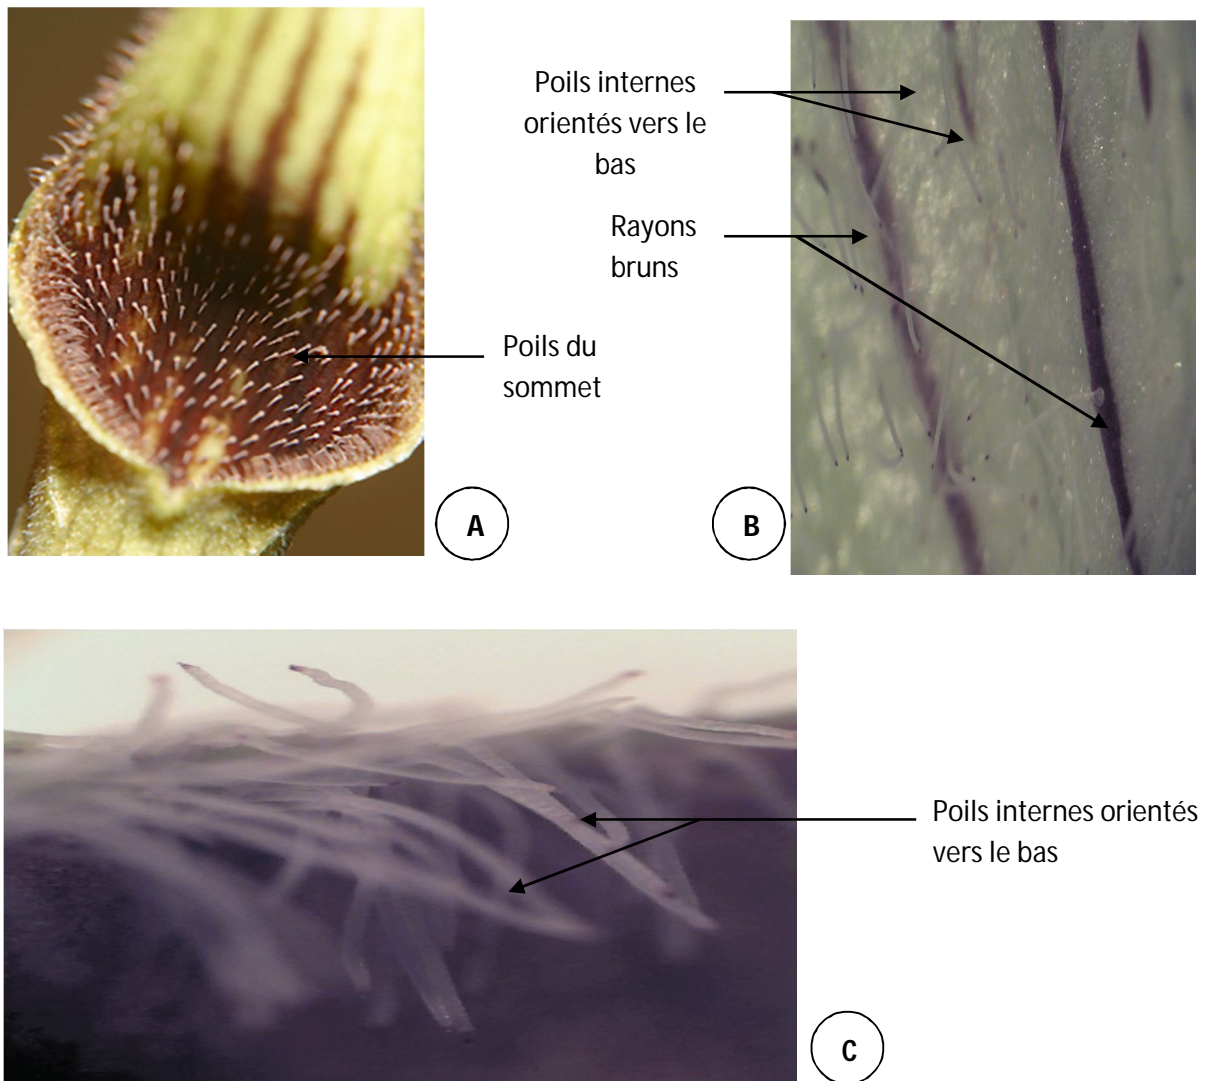 Poils internes
orientés vers le
bas
Rayons
bruns
Poils du
sommet
A
B
Poils internes orientés
vers le bas
C